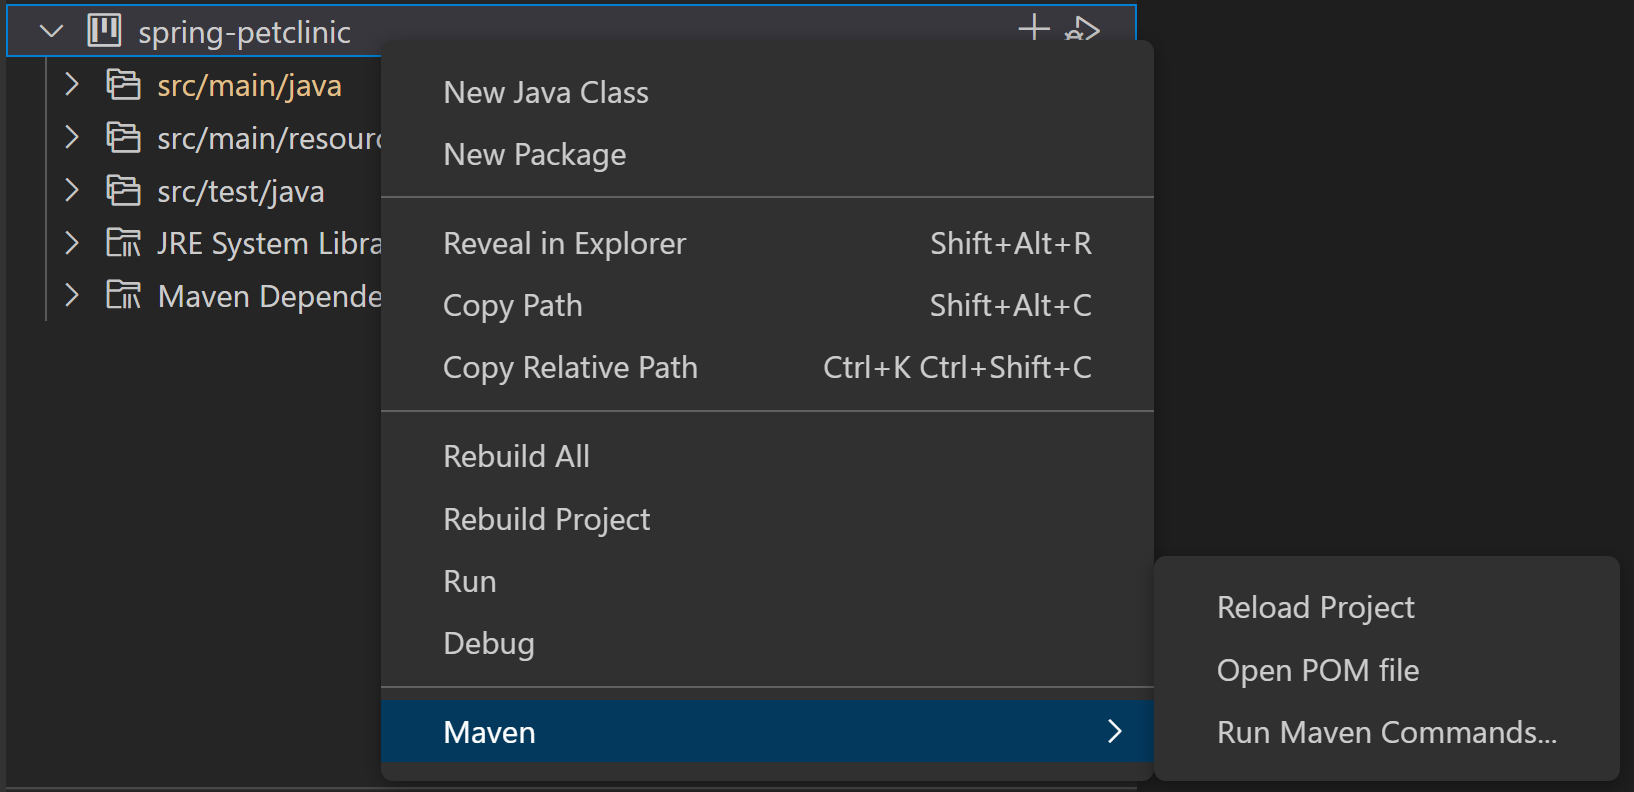 spring-petclinic
src/main/java
src/main/resour
src/test/java
JRE System Libra
Maven Depende
New Java Class
New Package
Reveal in Explorer Shift+Alt+R
Copy Path Shift+Alt+C
Copy Relative Path Ctrl+K Ctrl+Shift+C
Rebuild All
Rebuild Project
Run
Debug
Maven
Reload Project
Open POM file
Run Maven Commands...